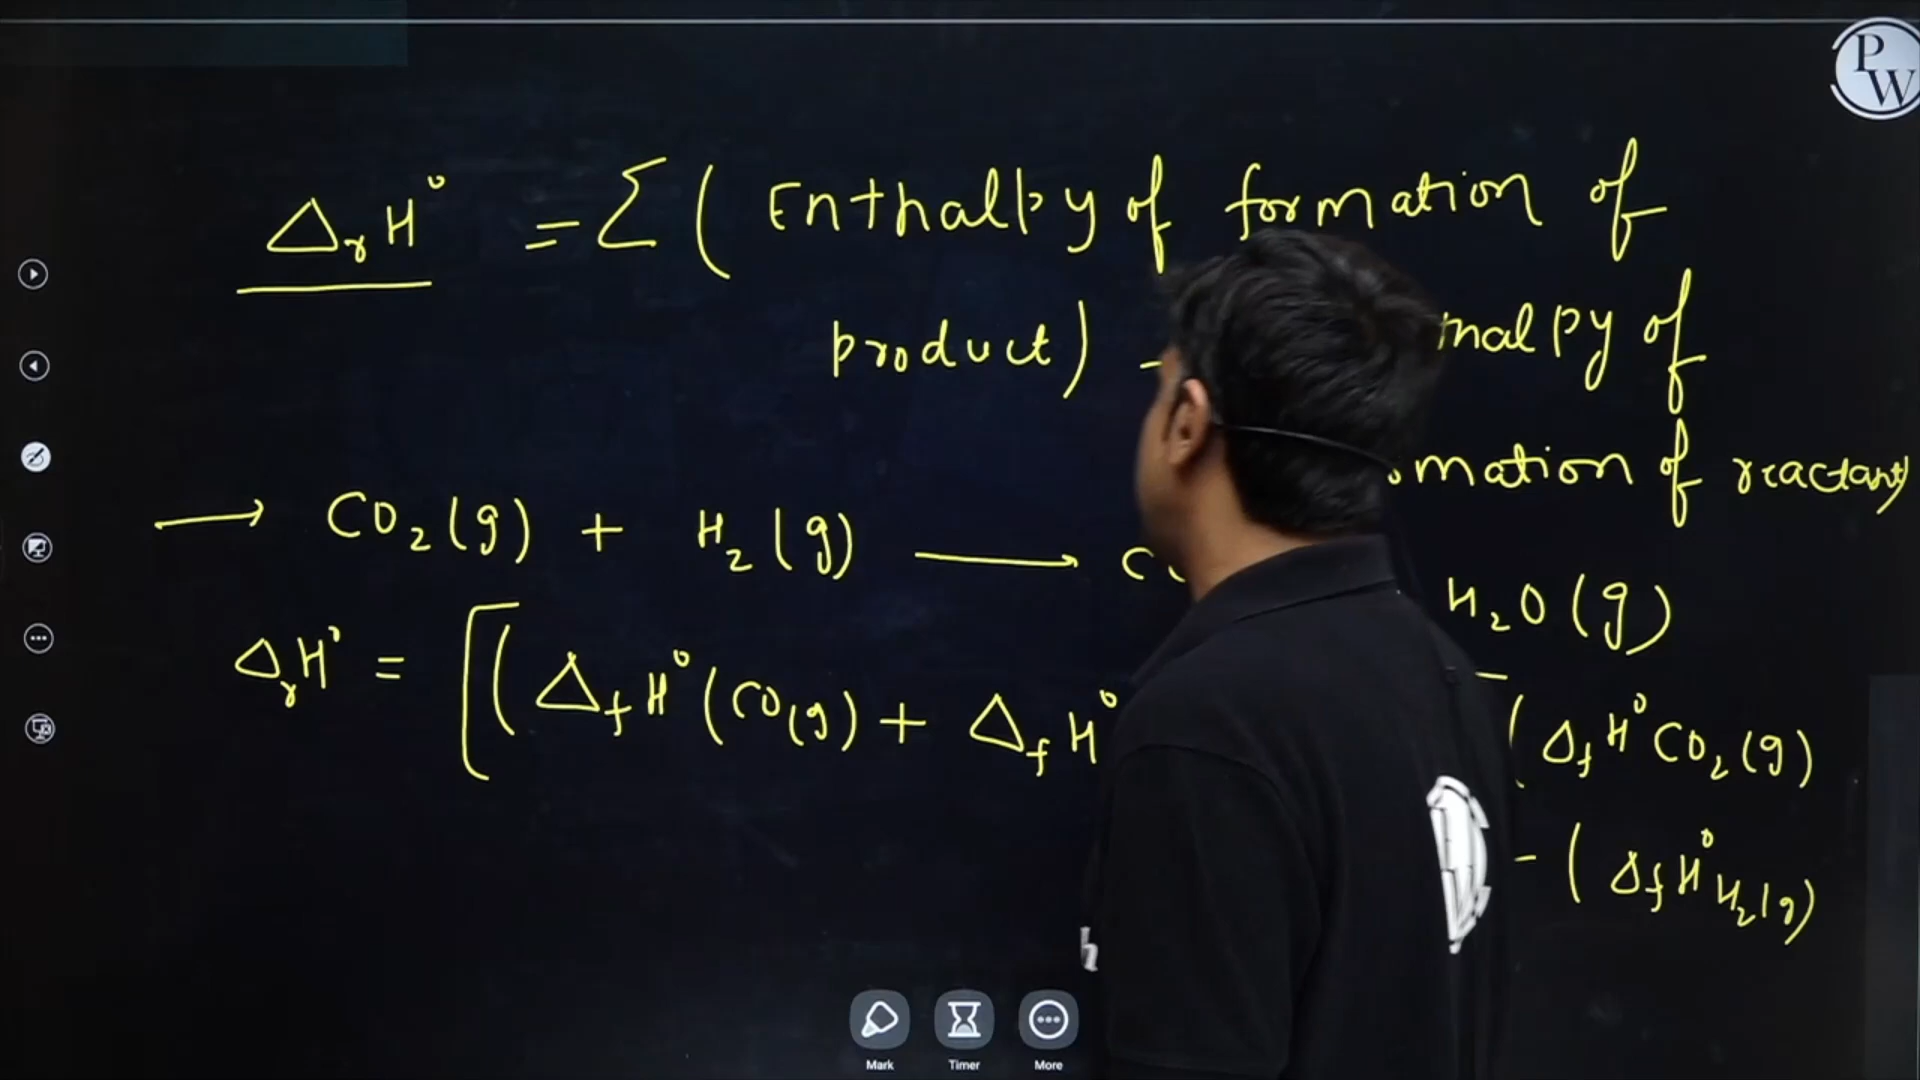 PW
ΔrH° = Σ ( Enthalpy of formation of
product) - nalpy of
mation of reactant)
→ CO₂(g) + H₂(g) → H₂O(g)
ΔrH° = [( ΔfH°(CO(g) + ΔfH° - ( ΔfH°CO₂(g)
- ( ΔfH°H₂(g)
h
Mark Timer More